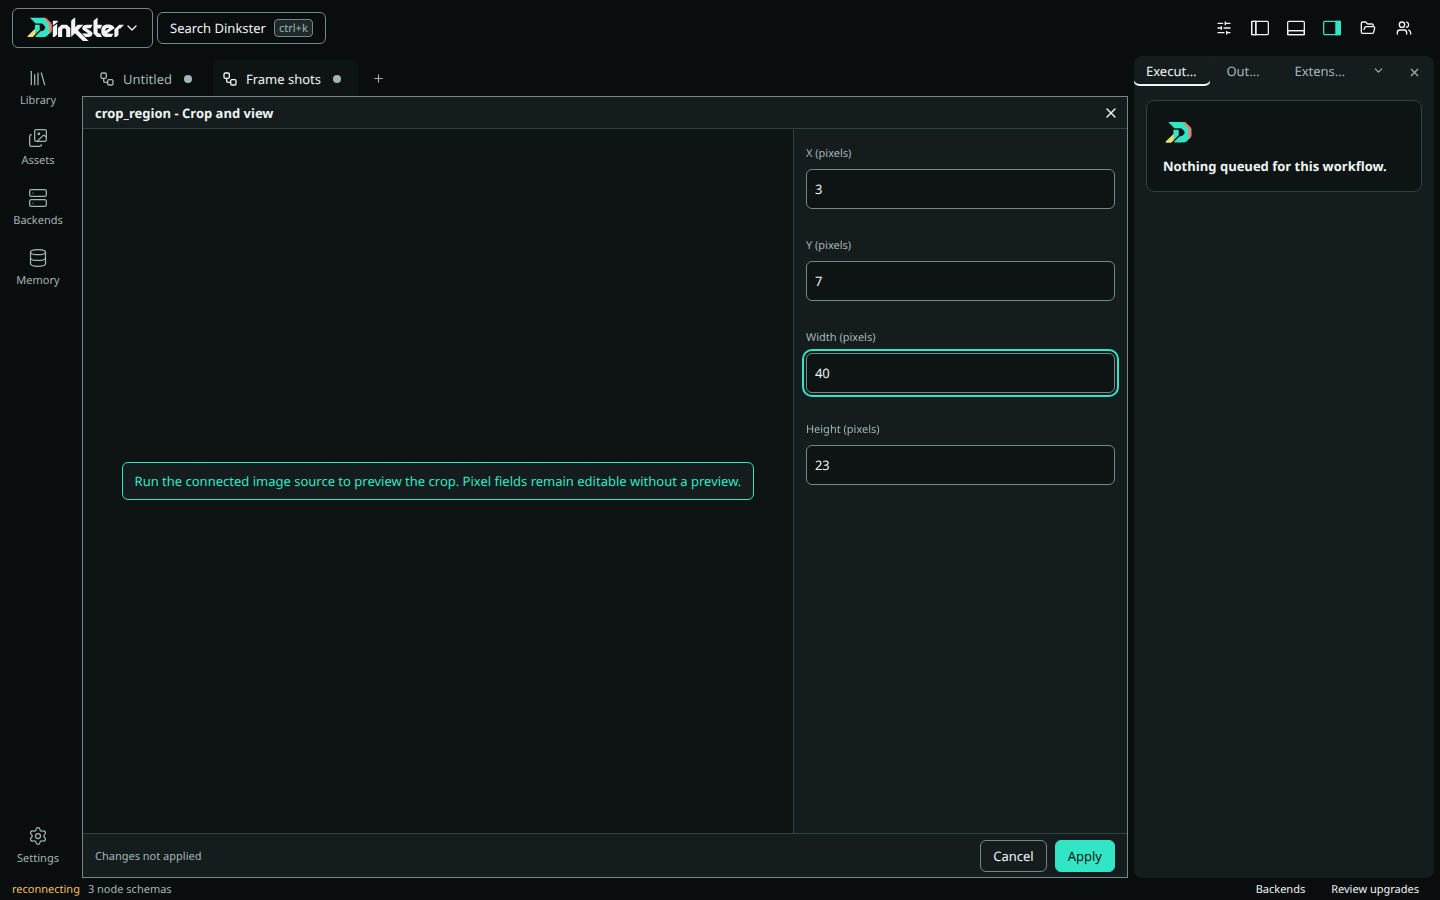 Dinkster
Search Dinkster ctrl+k
Library
Assets
Backends
Memory
Settings
Untitled
Frame shots
crop_region - Crop and view
Run the connected image source to preview the crop. Pixel fields remain editable without a preview.
X (pixels)
3
Y (pixels)
7
Width (pixels)
40
Height (pixels)
23
Changes not applied
Cancel
Apply
Execut...
Out...
Extens...
Nothing queued for this workflow.
reconnecting
3 node schemas
Backends
Review upgrades